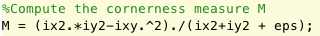 %Compute the cornerness measure M
M = (ix2.*iy2-ixy.^2)./(ix2+iy2 + eps);